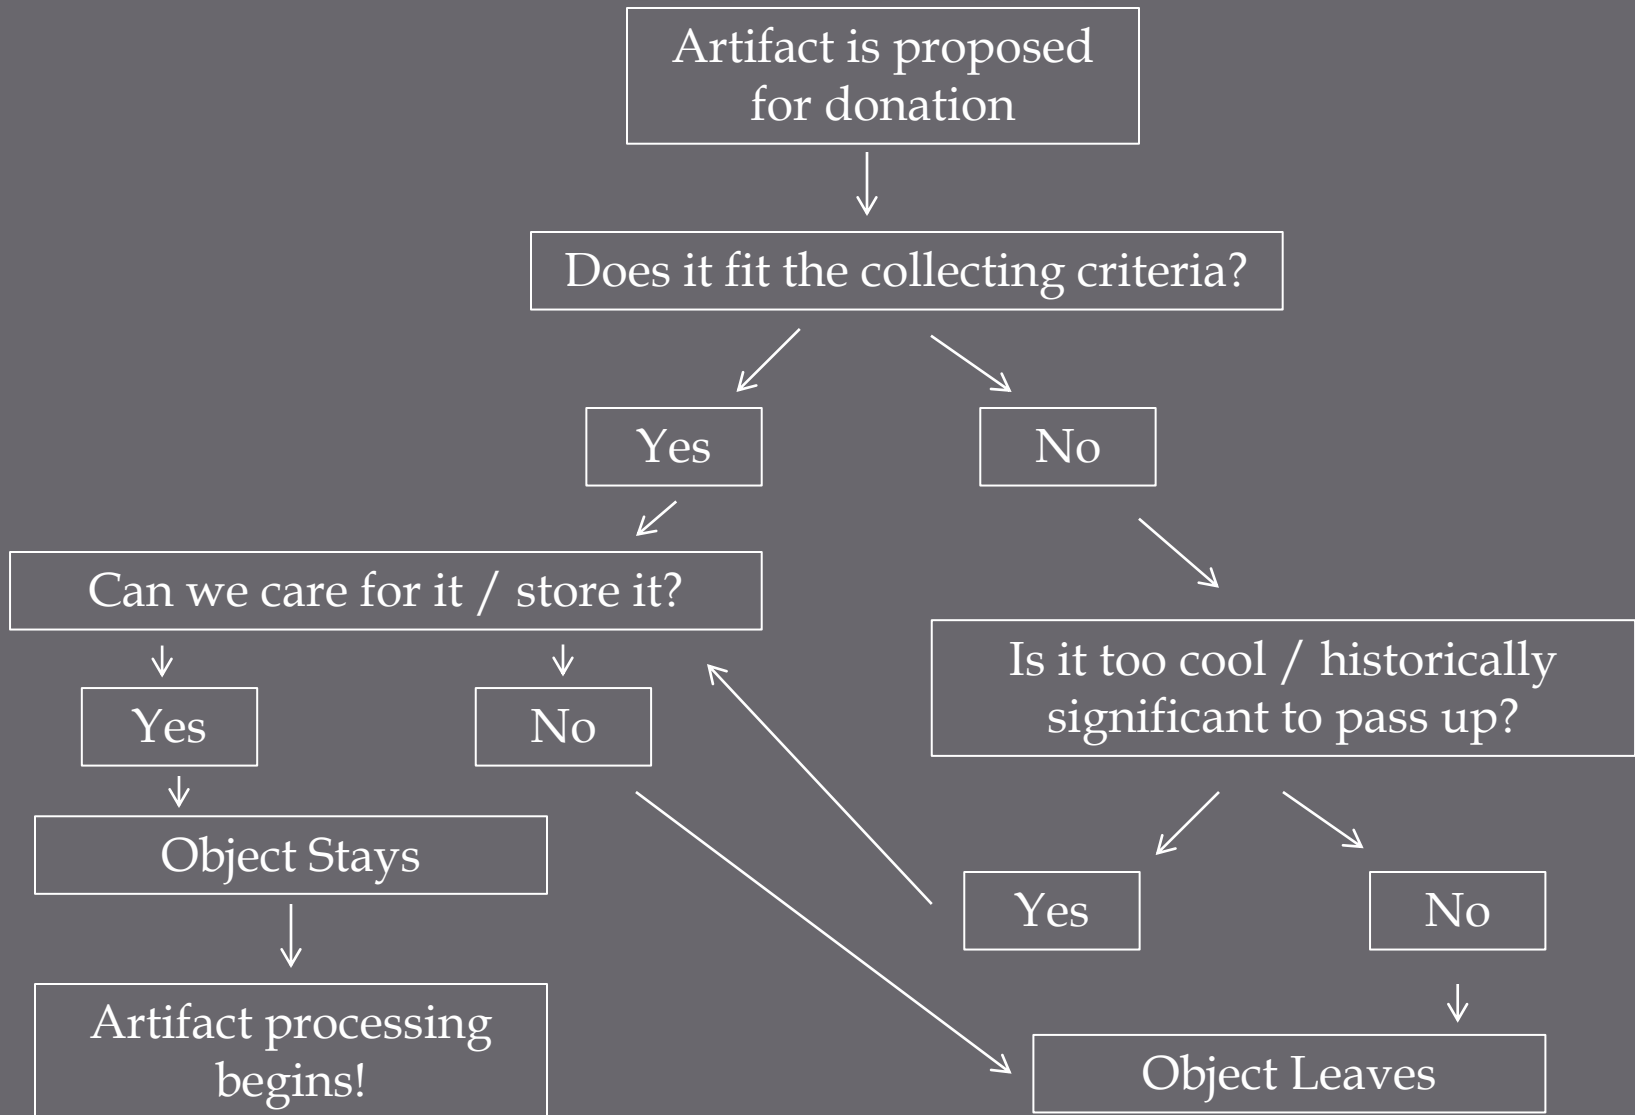 Artifact is proposed
for donation
Does it fit the collecting criteria?
Yes
No
Can we care for it / store it?
Is it too cool / historically
significant to pass up?
Yes
No
Object Stays
Yes
No
Artifact processing
begins!
Object Leaves